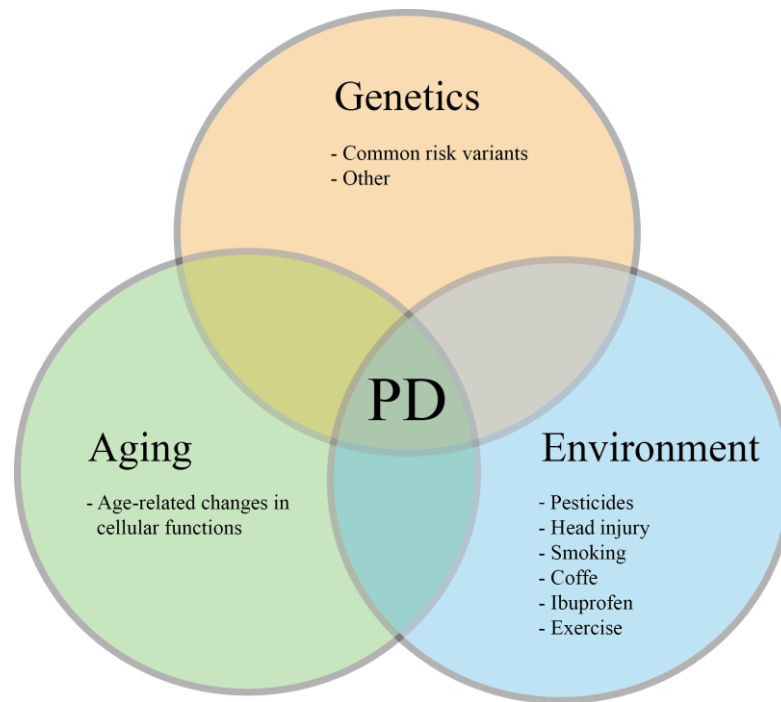 Genetics
- Common risk variants
- Other
PD
Aging
- Age-related changes in
cellular functions
Environment
- Pesticides
- Head injury
- Smoking
- Coffe
- Ibuprofen
- Exercise